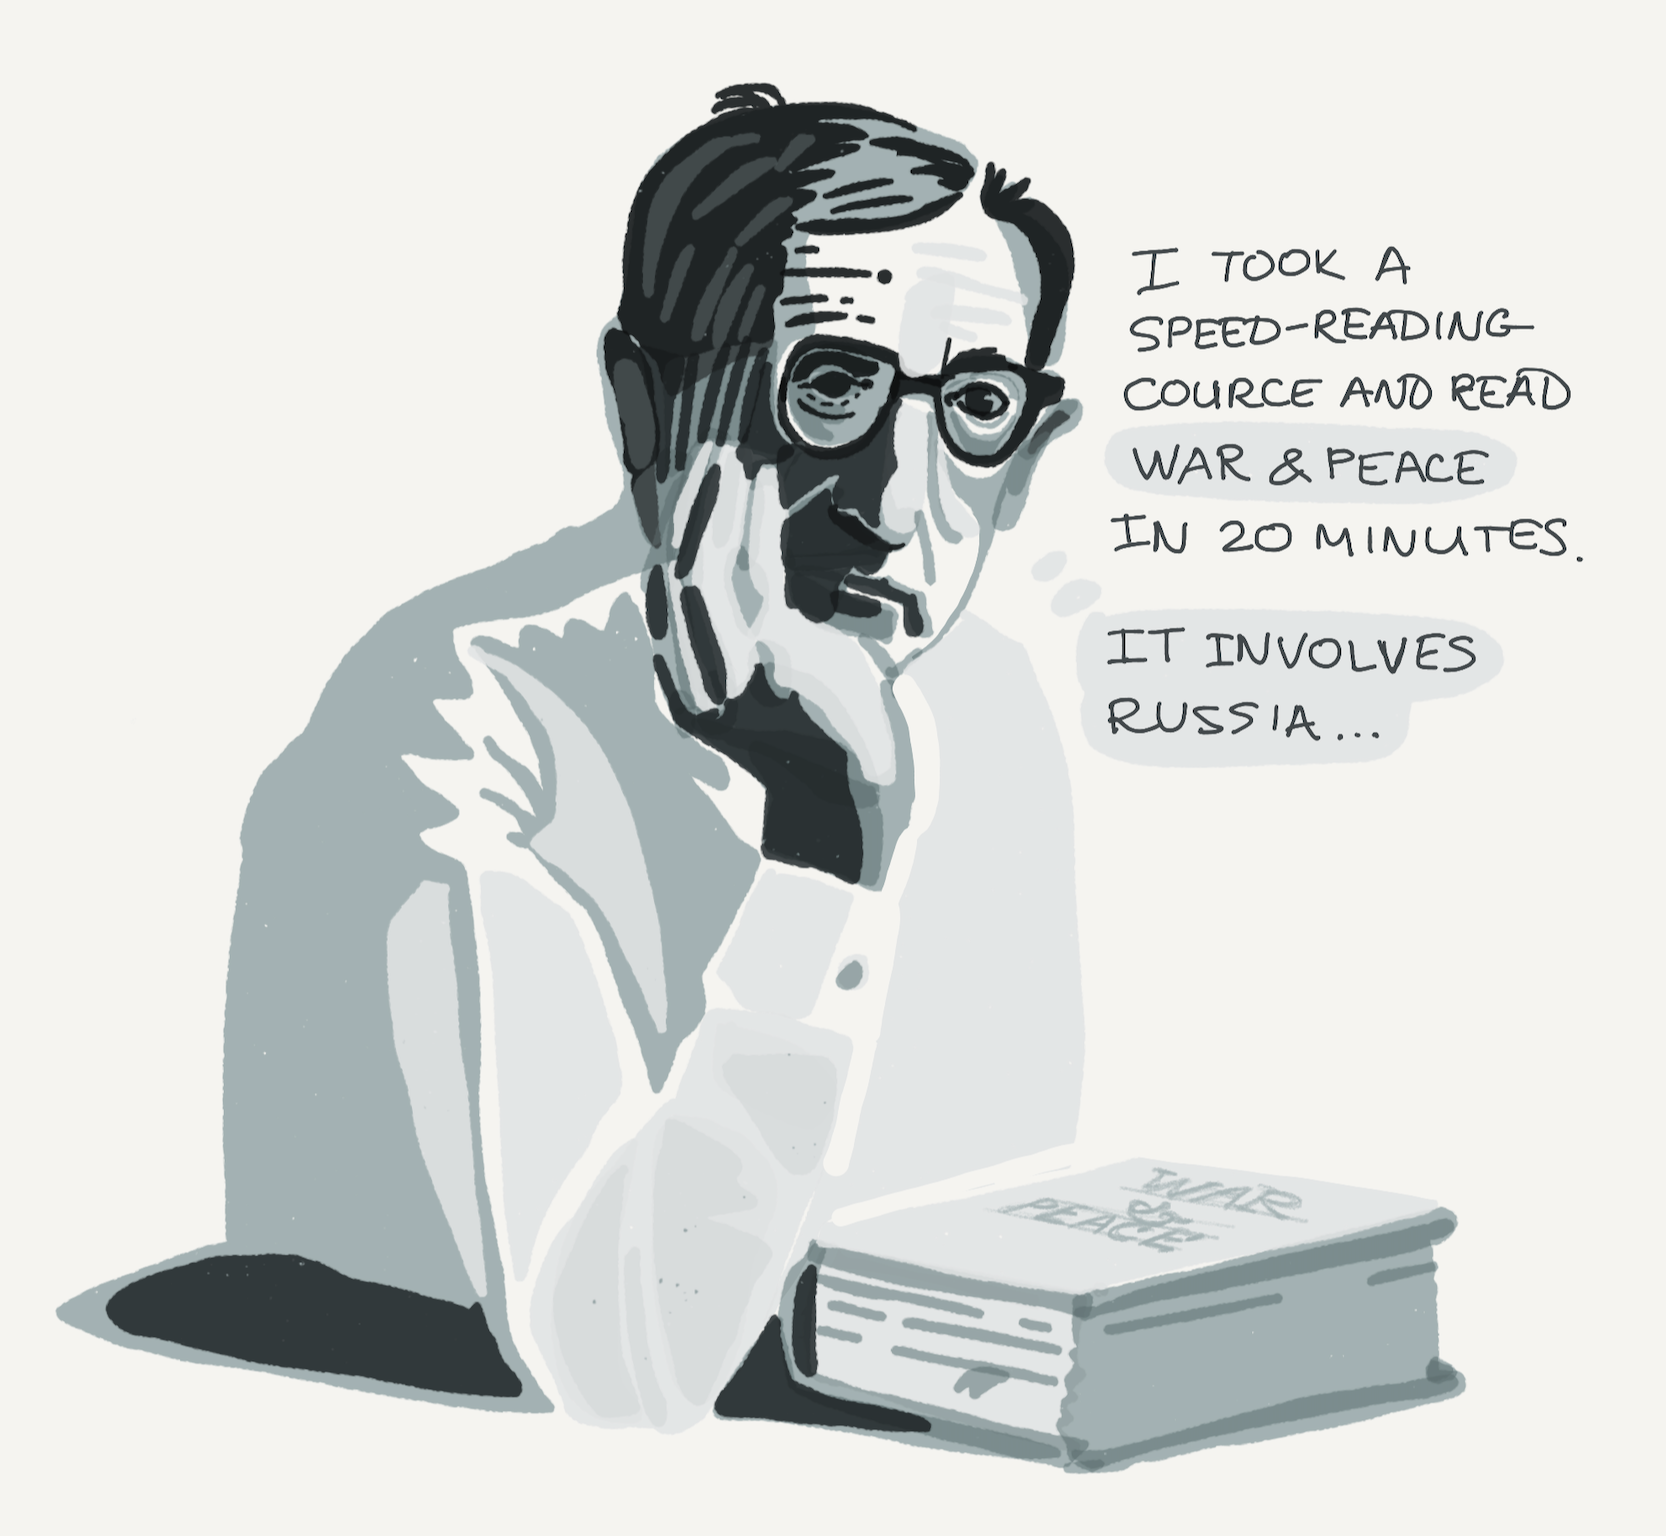 I TOOK A
SPEED-READING
COURCE AND READ
WAR & PEACE
IN 20 MINUTES.
IT INVOLVES
RUSSIA...
WAR
&
PEACE